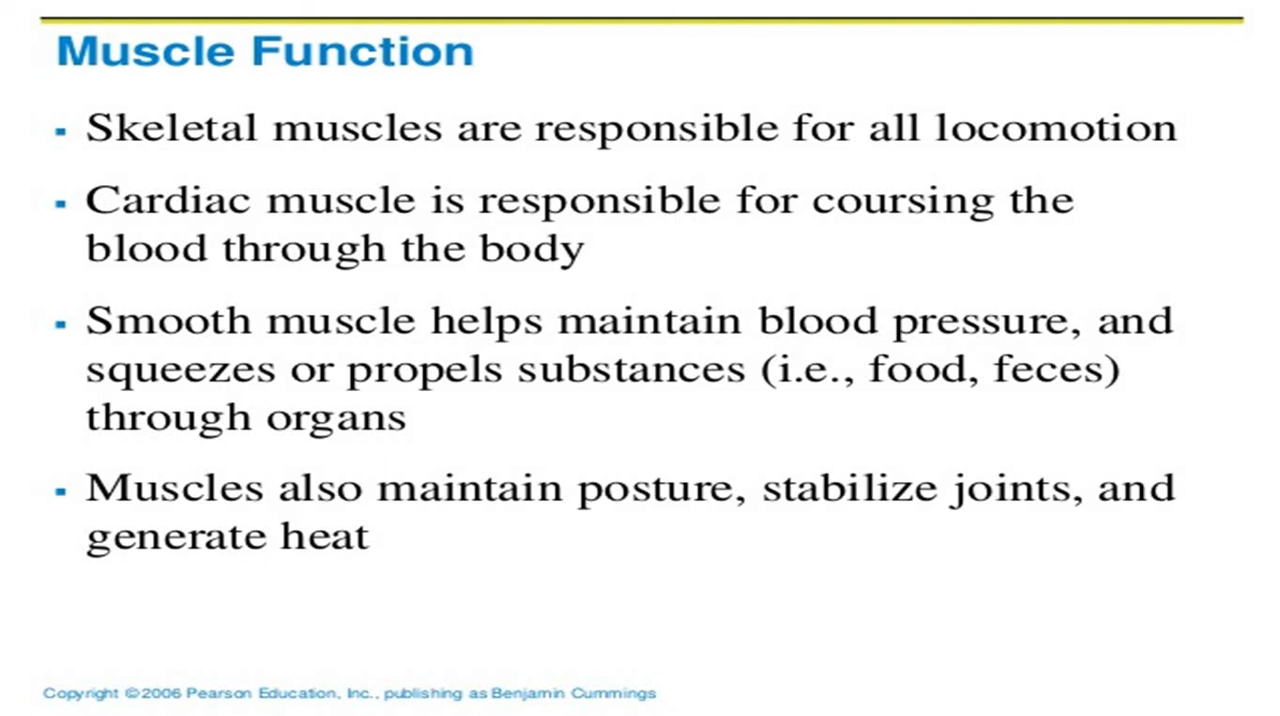 Muscle Function
▪ Skeletal muscles are responsible for all locomotion
▪ Cardiac muscle is responsible for coursing the
blood through the body
▪ Smooth muscle helps maintain blood pressure, and
squeezes or propels substances (i.e., food, feces)
through organs
▪ Muscles also maintain posture, stabilize joints, and
generate heat
Copyright © 2006 Pearson Education, Inc., publishing as Benjamin Cummings